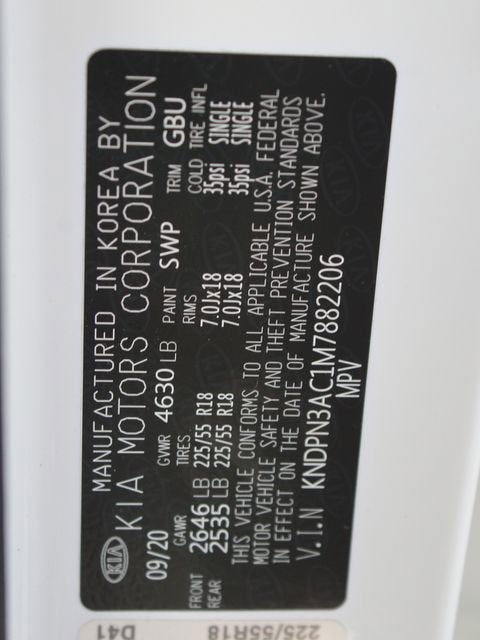 MANUFACTURED IN KOREA BY
KIA KIA MOTORS CORPORATION
09/20 GVWR 4630 LB PAINT SWP TRIM GBU
GAWR TIRES RIMS COLD TIRE INFL
FRONT 2646 LB 225/55 R18 7.0Jx18 35psi SINGLE
REAR 2535 LB 225/55 R18 7.0Jx18 35psi SINGLE
THIS VEHICLE CONFORMS TO ALL APPLICABLE U.S.A. FEDERAL
MOTOR VEHICLE SAFETY AND THEFT PREVENTION STANDARDS
IN EFFECT ON THE DATE OF MANUFACTURE SHOWN ABOVE.
V.I.N KNDPN3AC1M7882206
MPV
225/55R18
D41